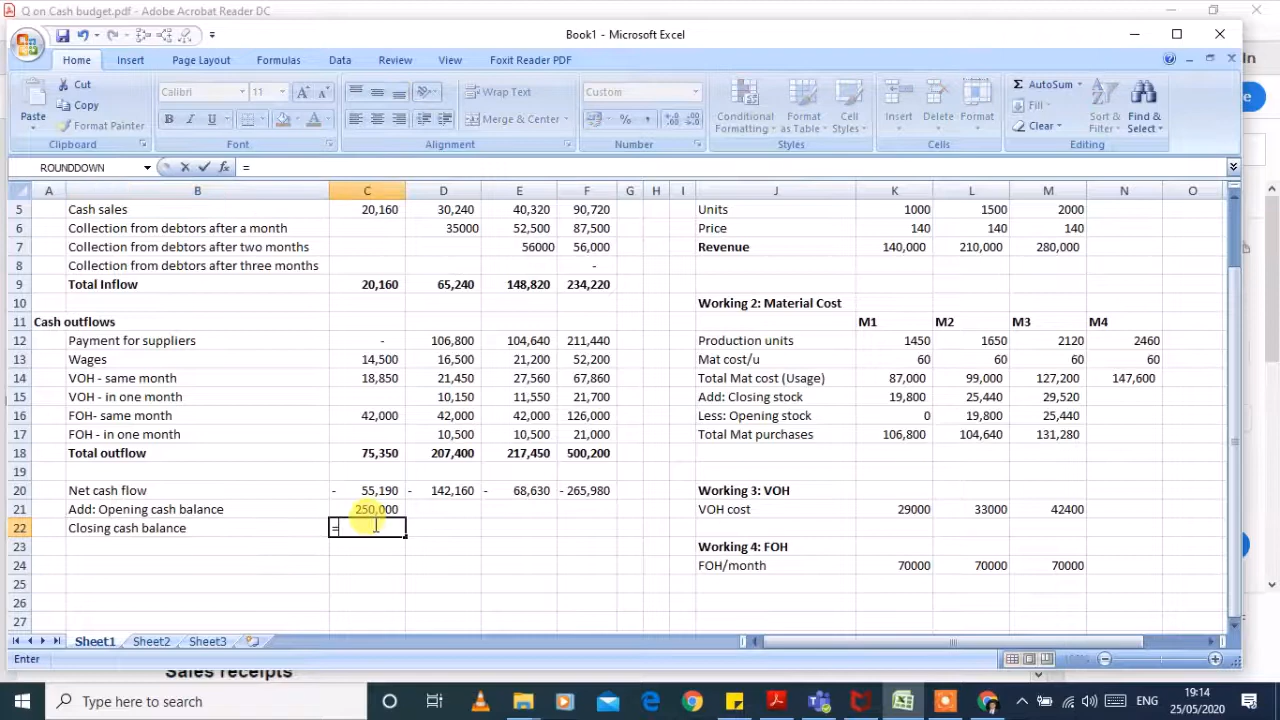 Q on Cash budget.pdf - Adobe Acrobat Reader DC
Book1 - Microsoft Excel
Home Insert Page Layout Formulas Data Review View Foxit Reader PDF
Paste Cut Copy Format Painter
Calibri 11 Wrap Text Merge & Center Custom
B I U A %
Conditional Formatting Format as Table Cell Styles Insert Delete Format
Σ AutoSum Fill Clear Sort & Filter Find & Select
Clipboard Font Alignment Number Styles Cells Editing
ROUNDDOWN fx =
A B C D E F G H I J K L M N O
5 Cash sales 20,160 30,240 40,320 90,720 Units 1000 1500 2000
6 Collection from debtors after a month 35000 52,500 87,500 Price 140 140 140
7 Collection from debtors after two months 56000 56,000 Revenue 140,000 210,000 280,000
8 Collection from debtors after three months -
9 Total Inflow 20,160 65,240 148,820 234,220
10 Working 2: Material Cost
11 Cash outflows M1 M2 M3 M4
12 Payment for suppliers - 106,800 104,640 211,440 Production units 1450 1650 2120 2460
13 Wages 14,500 16,500 21,200 52,200 Mat cost/u 60 60 60 60
14 VOH - same month 18,850 21,450 27,560 67,860 Total Mat cost (Usage) 87,000 99,000 127,200 147,600
15 VOH - in one month 10,150 11,550 21,700 Add: Closing stock 19,800 25,440 29,520
16 FOH- same month 42,000 42,000 42,000 126,000 Less: Opening stock 0 19,800 25,440
17 FOH - in one month 10,500 10,500 21,000 Total Mat purchases 106,800 104,640 131,280
18 Total outflow 75,350 207,400 217,450 500,200
19
20 Net cash flow - 55,190 - 142,160 - 68,630 - 265,980 Working 3: VOH
21 Add: Opening cash balance 250,000 VOH cost 29000 33000 42400
22 Closing cash balance =
23 Working 4: FOH
24 FOH/month 70000 70000 70000
25
26
27
Sheet1 Sheet2 Sheet3
Enter
Sales receipts
Type here to search
ENG
19:14
25/05/2020